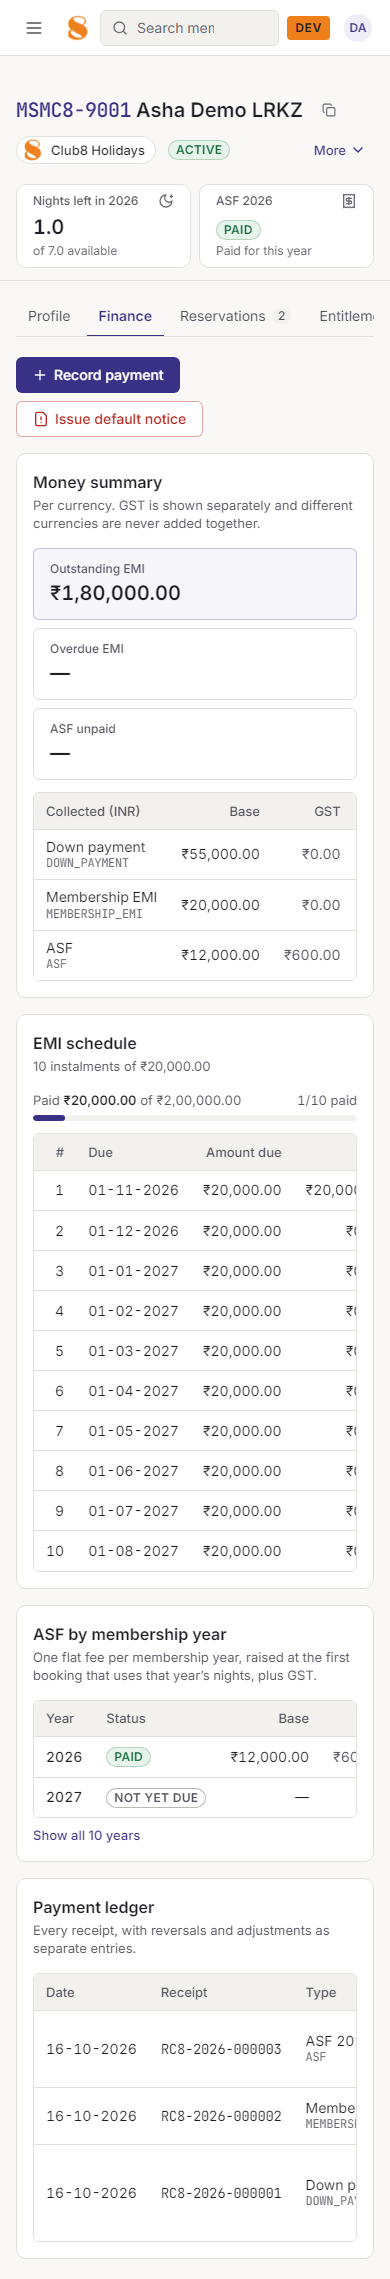 Search mem
DEV
DA
MSMC8-9001 Asha Demo LRKZ
Club8 Holidays
ACTIVE
More
Nights left in 2026
1.0
of 7.0 available
ASF 2026
PAID
Paid for this year
Profile
Finance
Reservations 2
Entitlem
+ Record payment
Issue default notice
Money summary
Per currency. GST is shown separately and different
currencies are never added together.
Outstanding EMI
₹1,80,000.00
Overdue EMI
—
ASF unpaid
—
Collected (INR) Base GST
Down payment ₹55,000.00 ₹0.00
DOWN_PAYMENT
Membership EMI ₹20,000.00 ₹0.00
MEMBERSHIP_EMI
ASF ₹12,000.00 ₹600.00
ASF
EMI schedule
10 instalments of ₹20,000.00
Paid ₹20,000.00 of ₹2,00,000.00 1/10 paid
# Due Amount due
1 01-11-2026 ₹20,000.00 ₹20,00
2 01-12-2026 ₹20,000.00 ₹
3 01-01-2027 ₹20,000.00 ₹
4 01-02-2027 ₹20,000.00 ₹
5 01-03-2027 ₹20,000.00 ₹
6 01-04-2027 ₹20,000.00 ₹
7 01-05-2027 ₹20,000.00 ₹
8 01-06-2027 ₹20,000.00 ₹
9 01-07-2027 ₹20,000.00 ₹
10 01-08-2027 ₹20,000.00 ₹
ASF by membership year
One flat fee per membership year, raised at the first
booking that uses that year's nights, plus GST.
Year Status Base
2026 PAID ₹12,000.00 ₹60
2027 NOT YET DUE —
Show all 10 years
Payment ledger
Every receipt, with reversals and adjustments as
separate entries.
Date Receipt Type
16-10-2026 RC8-2026-000003 ASF 20
ASF
16-10-2026 RC8-2026-000002 Membe
MEMBERS
16-10-2026 RC8-2026-000001 Down p
DOWN_PA